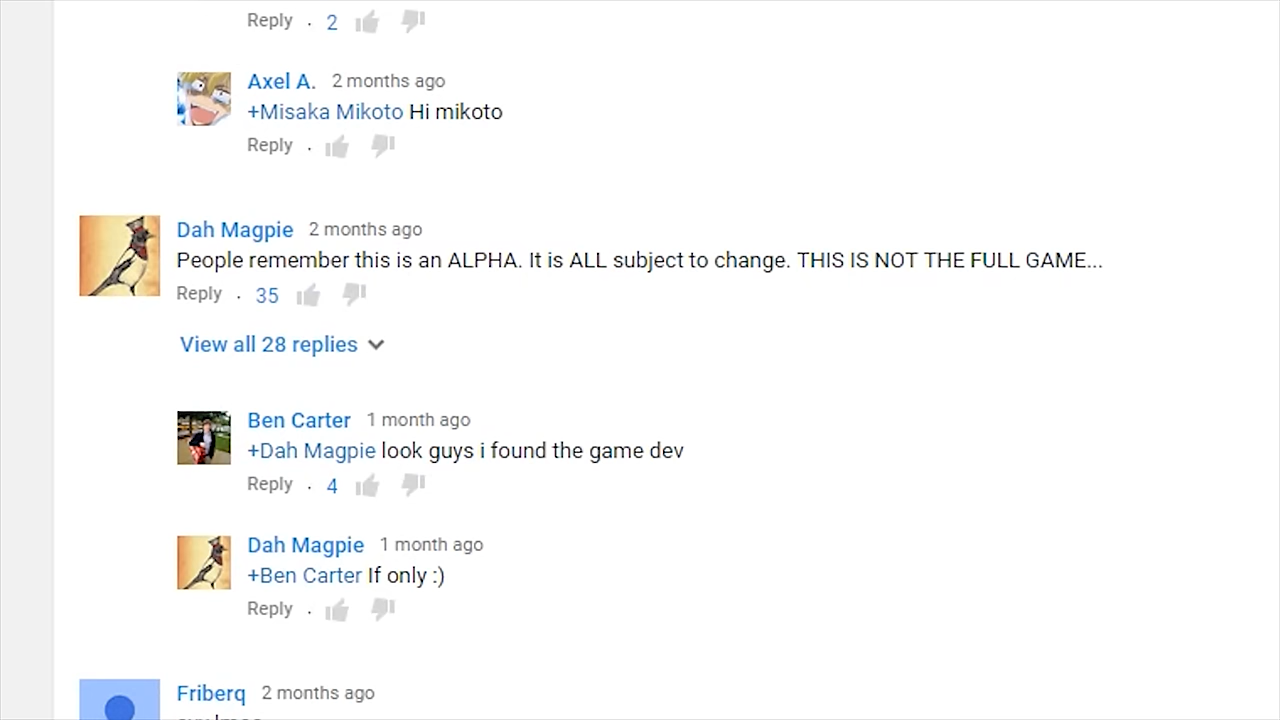 Reply . 2
Axel A. 2 months ago
+Misaka Mikoto Hi mikoto
Reply .
Dah Magpie 2 months ago
People remember this is an ALPHA. It is ALL subject to change. THIS IS NOT THE FULL GAME...
Reply . 35
View all 28 replies
Ben Carter 1 month ago
+Dah Magpie look guys i found the game dev
Reply . 4
Dah Magpie 1 month ago
+Ben Carter If only :)
Reply .
Friberq 2 months ago